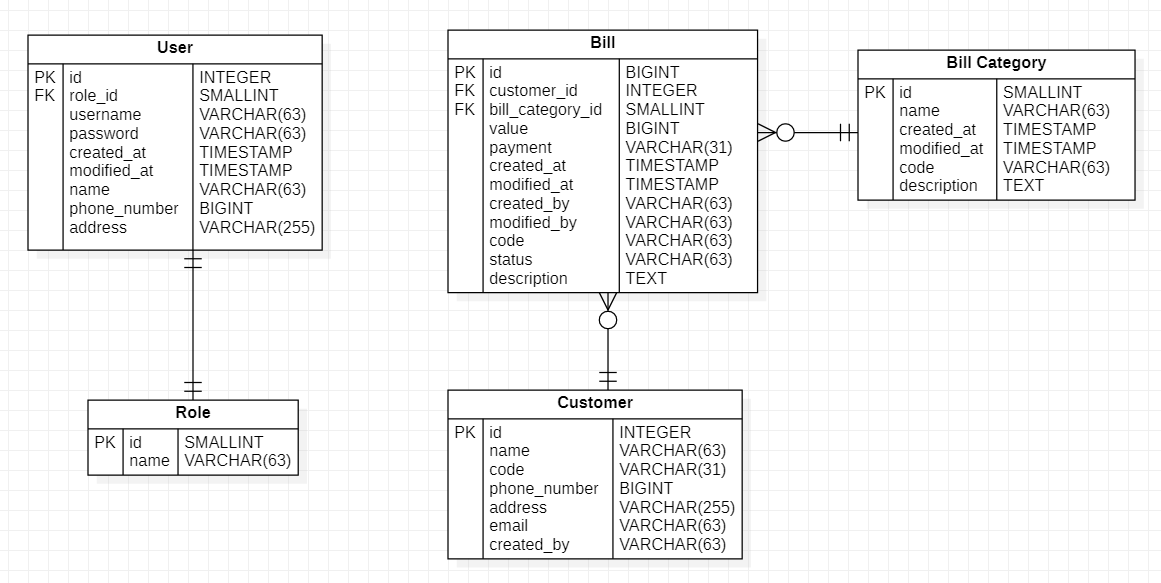 User
PK id INTEGER
FK role_id SMALLINT
username VARCHAR(63)
password VARCHAR(63)
created_at TIMESTAMP
modified_at TIMESTAMP
name VARCHAR(63)
phone_number BIGINT
address VARCHAR(255)
Role
PK id SMALLINT
name VARCHAR(63)
Bill
PK id BIGINT
FK customer_id INTEGER
FK bill_category_id SMALLINT
value BIGINT
payment VARCHAR(31)
created_at TIMESTAMP
modified_at TIMESTAMP
created_by VARCHAR(63)
modified_by VARCHAR(63)
code VARCHAR(63)
status VARCHAR(63)
description TEXT
Customer
PK id INTEGER
name VARCHAR(63)
code VARCHAR(31)
phone_number BIGINT
address VARCHAR(255)
email VARCHAR(63)
created_by VARCHAR(63)
Bill Category
PK id SMALLINT
name VARCHAR(63)
created_at TIMESTAMP
modified_at TIMESTAMP
code VARCHAR(63)
description TEXT